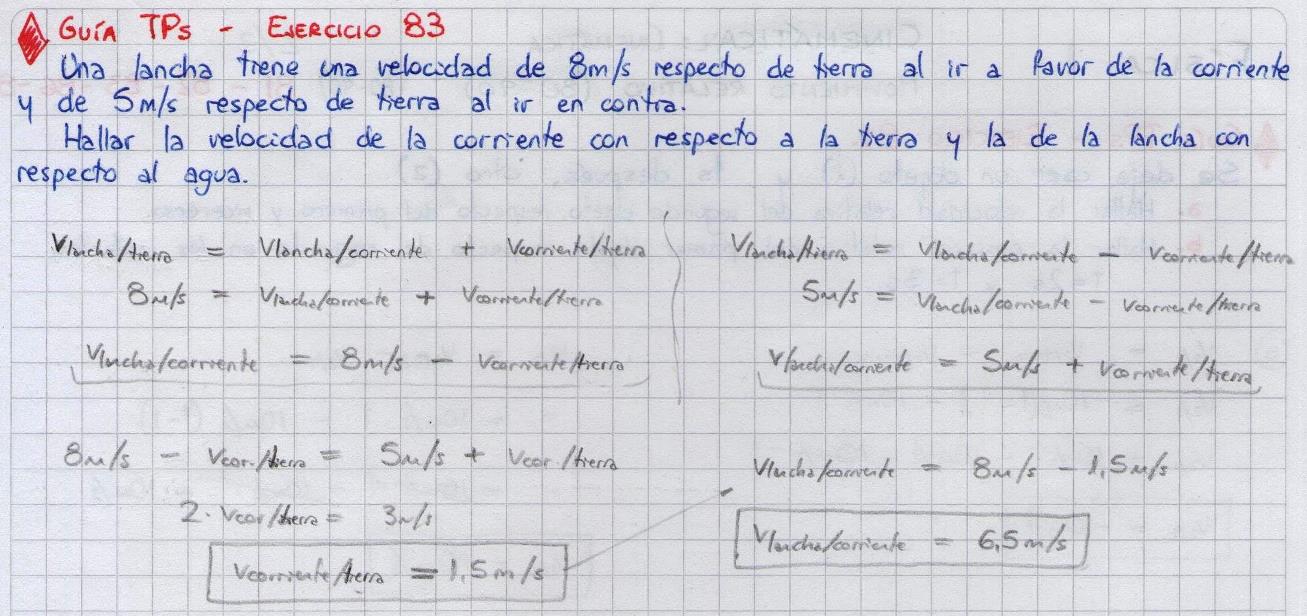 GUÍA TPs - EJERCICIO 83
Una lancha tiene una velocidad de 8m/s respecto de tierra al ir a favor de la corriente
y de 5m/s respecto de tierra al ir en contra.
Hallar la velocidad de la corriente con respecto a la tierra y la de la lancha con
respecto al agua.
Vlancha/tierra = Vlancha/corriente + Vcorriente/tierra
8m/s = Vlancha/corriente + Vcorriente/tierra
Vlancha/corriente = 8m/s - Vcorriente/tierra
Vlancha/tierra = Vlancha/corriente - Vcorriente/tierra
5m/s = Vlancha/corriente - Vcorriente/tierra
Vlancha/corriente = 5m/s + Vcorriente/tierra
8m/s - Vcor./tierra = 5m/s + Vcor./tierra
2. Vcor/tierra = 3m/s
Vcorriente/tierra = 1,5m/s
Vlancha/corriente = 8m/s - 1,5m/s
Vlancha/corriente = 6,5m/s